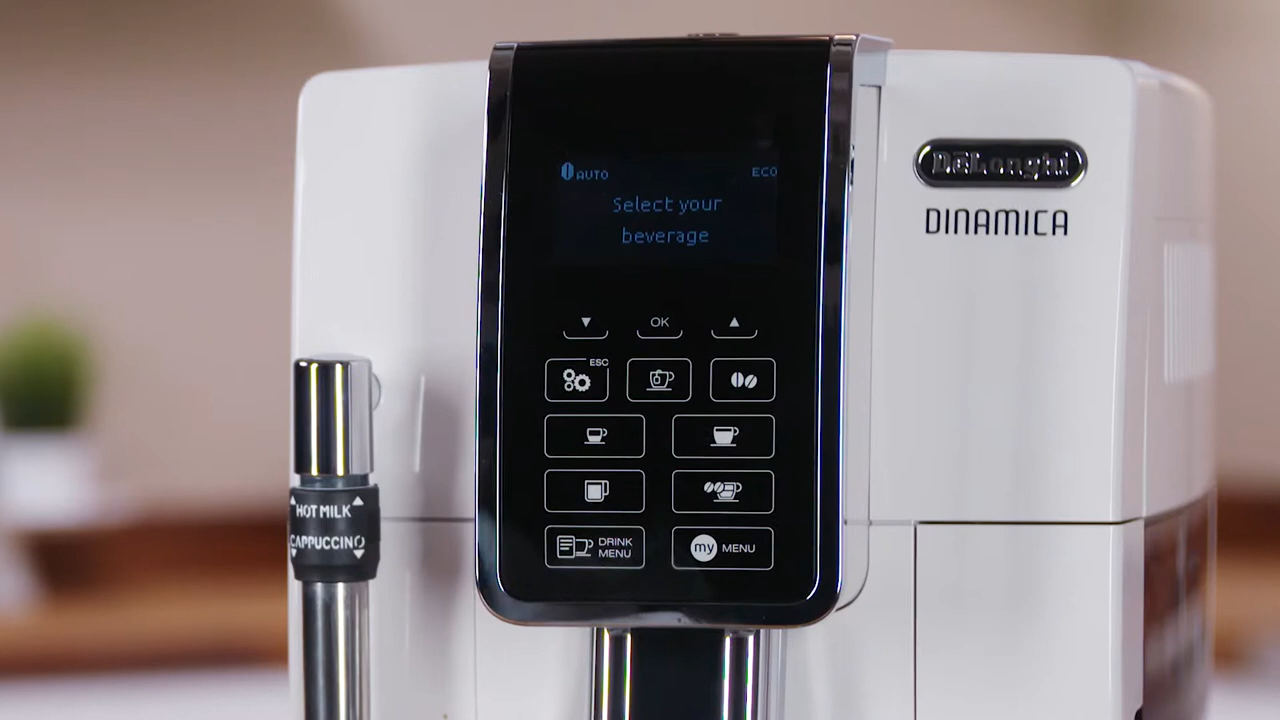 DeLonghi
DINAMICA
AUTO
ECO
Select your
beverage
OK
ESC
DRINK
MENU
my MENU
HOT MILK
CAPPUCCINO